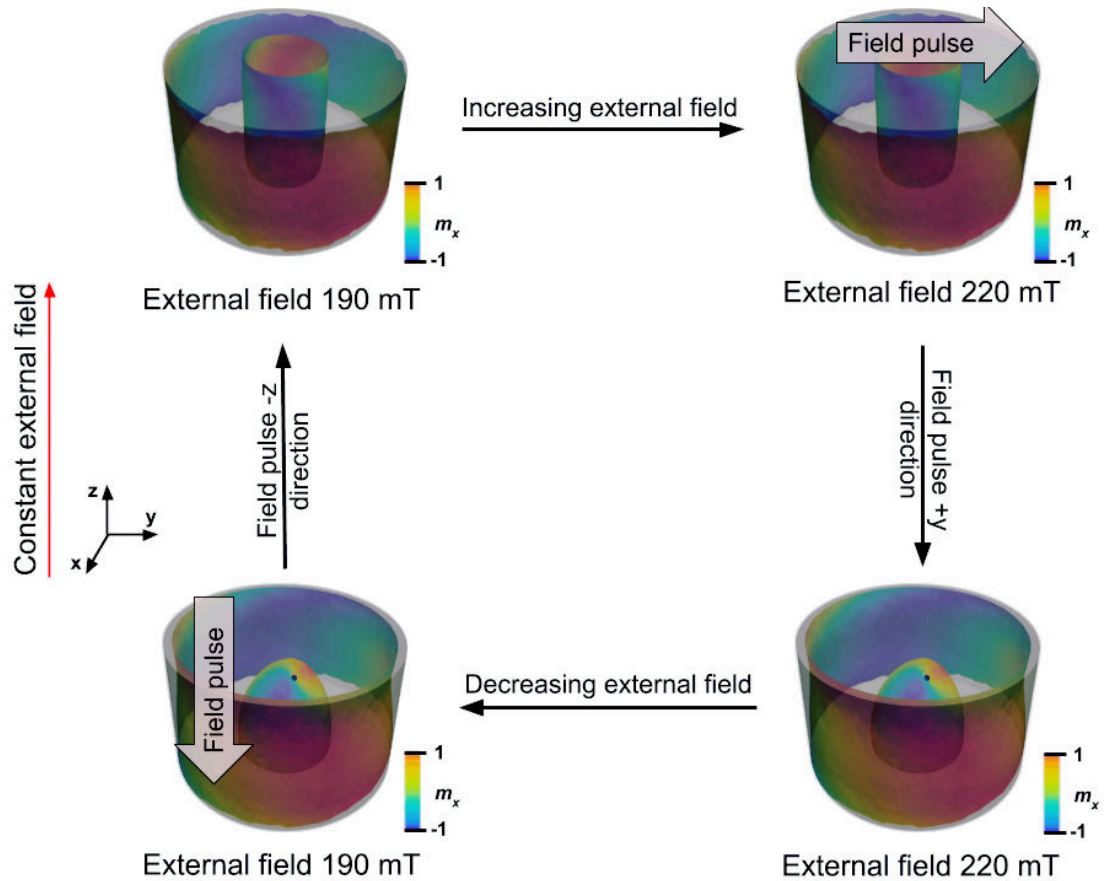 Field pulse
Increasing external field
1
m_x
-1
1
m_x
-1
External field 190 mT
External field 220 mT
Constant external field
Field pulse -z
direction
Field pulse +y
direction
z
y
x
Field pulse
Decreasing external field
1
m_x
-1
1
m_x
-1
External field 190 mT
External field 220 mT